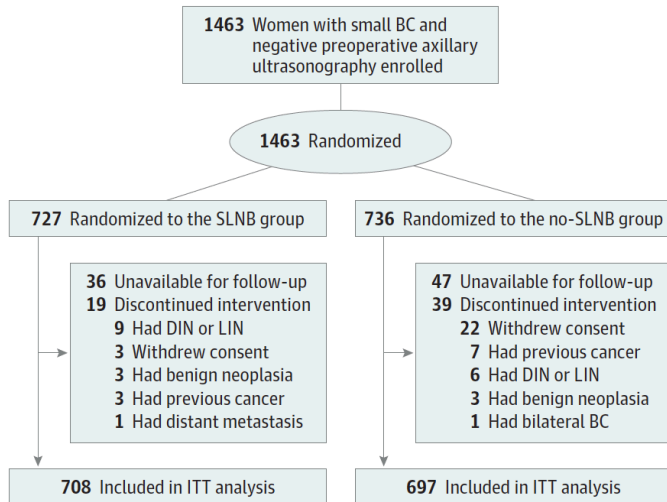 1463 Women with small BC and
negative preoperative axillary
ultrasonography enrolled
1463 Randomized
727 Randomized to the SLNB group
36 Unavailable for follow-up
19 Discontinued intervention
9 Had DIN or LIN
3 Withdrew consent
3 Had benign neoplasia
3 Had previous cancer
1 Had distant metastasis
708 Included in ITT analysis
736 Randomized to the no-SLNB group
47 Unavailable for follow-up
39 Discontinued intervention
22 Withdrew consent
7 Had previous cancer
6 Had DIN or LIN
3 Had benign neoplasia
1 Had bilateral BC
697 Included in ITT analysis